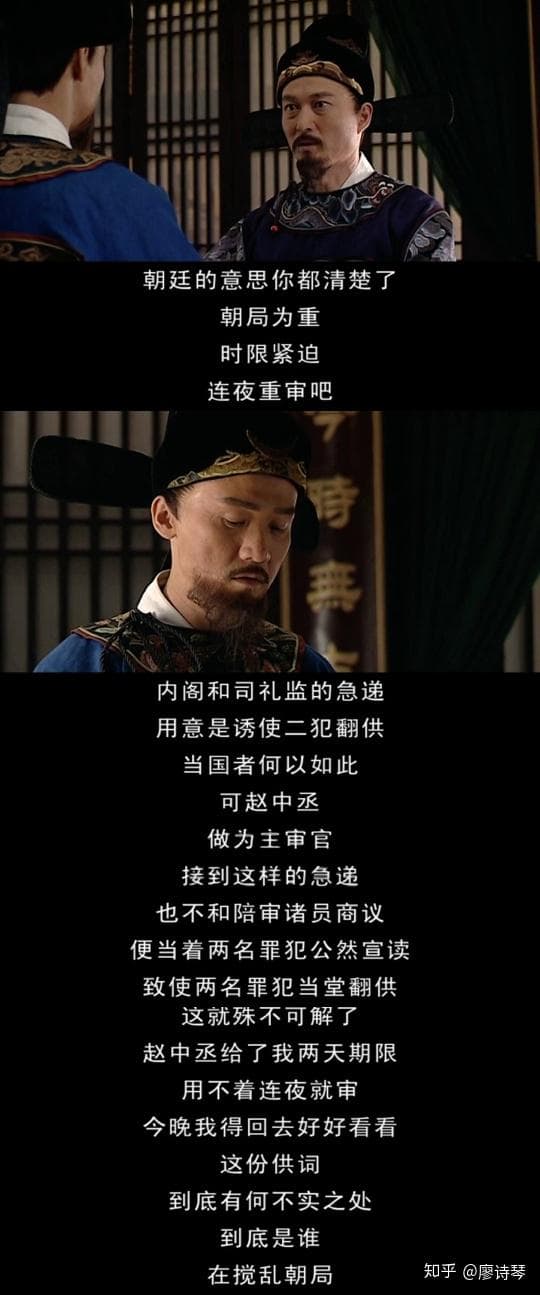 朝廷的意思你都清楚了
朝局为重
时限紧迫
连夜重审吧
時無
内阁和司礼监的急递
用意是诱使二犯翻供
当国者何以如此
可赵中丞
做为主审官
接到这样的急递
也不和陪审诸员商议
便当着两名罪犯公然宣读
致使两名罪犯当堂翻供
这就殊不可解了
赵中丞给了我两天期限
用不着连夜就审
今晚我得回去好好看看
这份供词
到底有何不实之处
到底是谁
在搅乱朝局
知乎 @廖诗琴